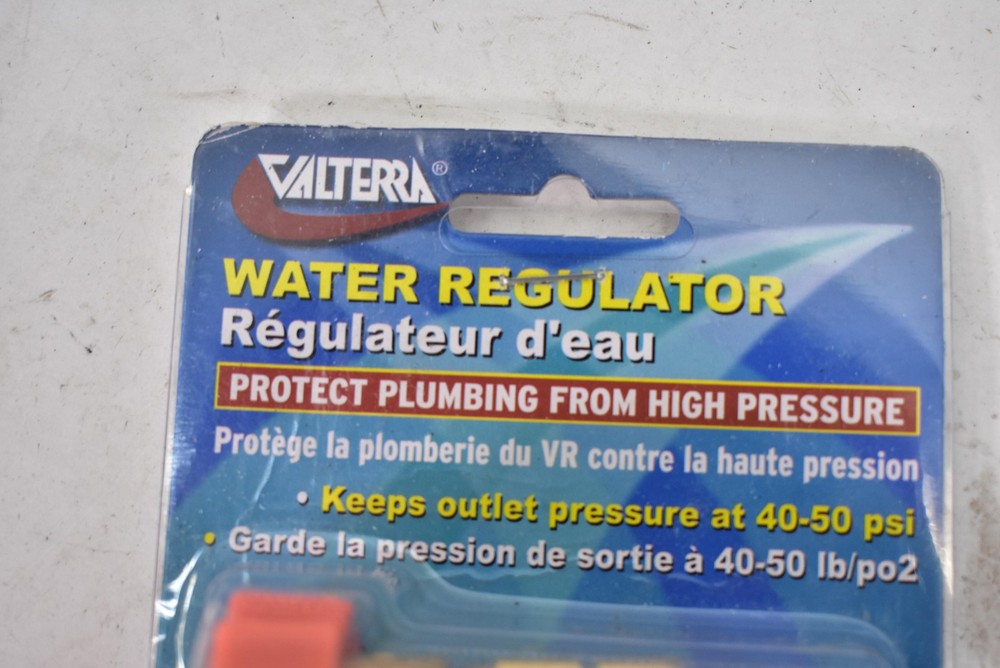 VALTERRA®
WATER REGULATOR
Régulateur d'eau
PROTECT PLUMBING FROM HIGH PRESSURE
Protège la plomberie du VR contre la haute pression
• Keeps outlet pressure at 40-50 psi
• Garde la pression de sortie à 40-50 lb/po2